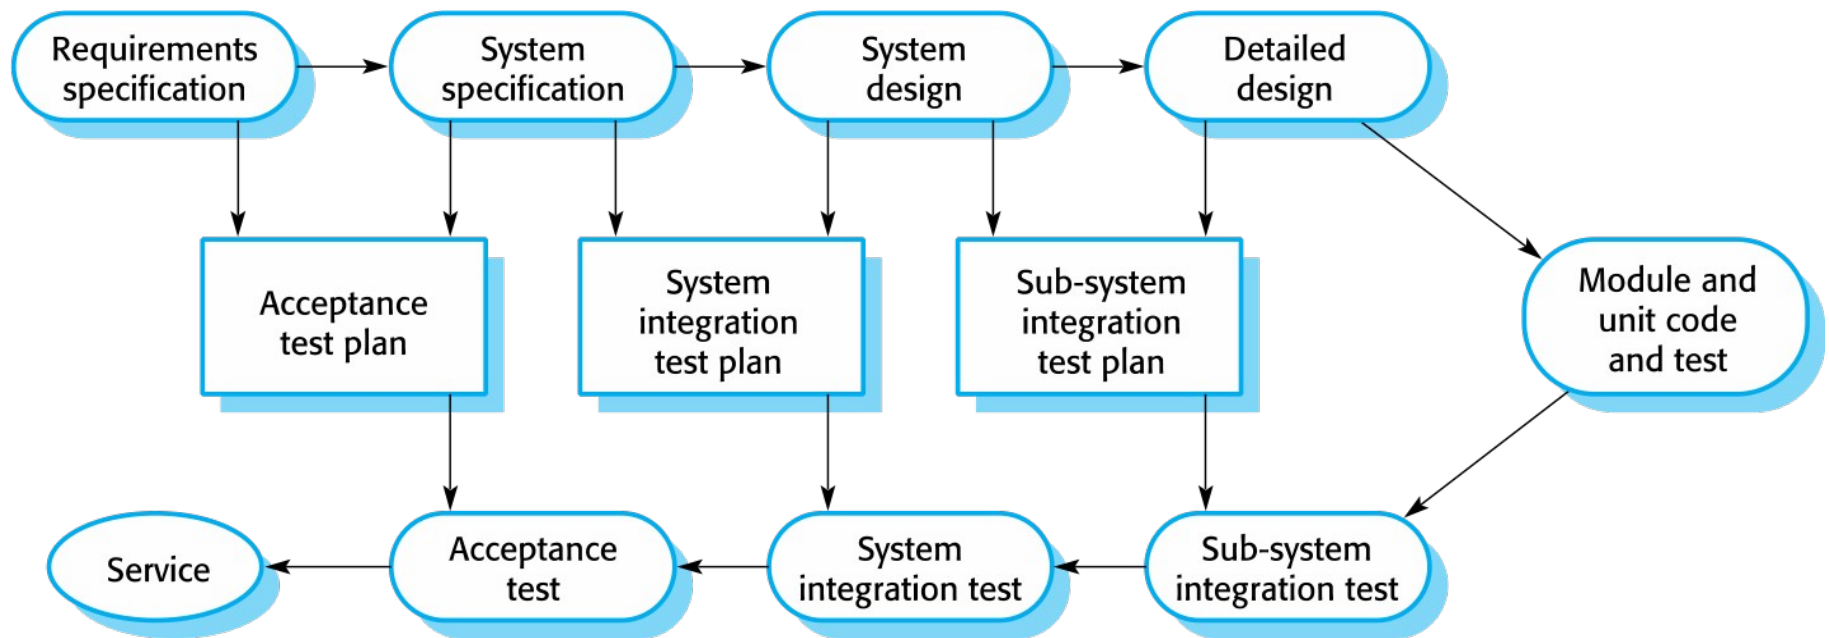 Requirements
specification
System
specification
System
design
Detailed
design
Acceptance
test plan
System
integration
test plan
Sub-system
integration
test plan
Module and
unit code
and test
Service
Acceptance
test
System
integration test
Sub-system
integration test